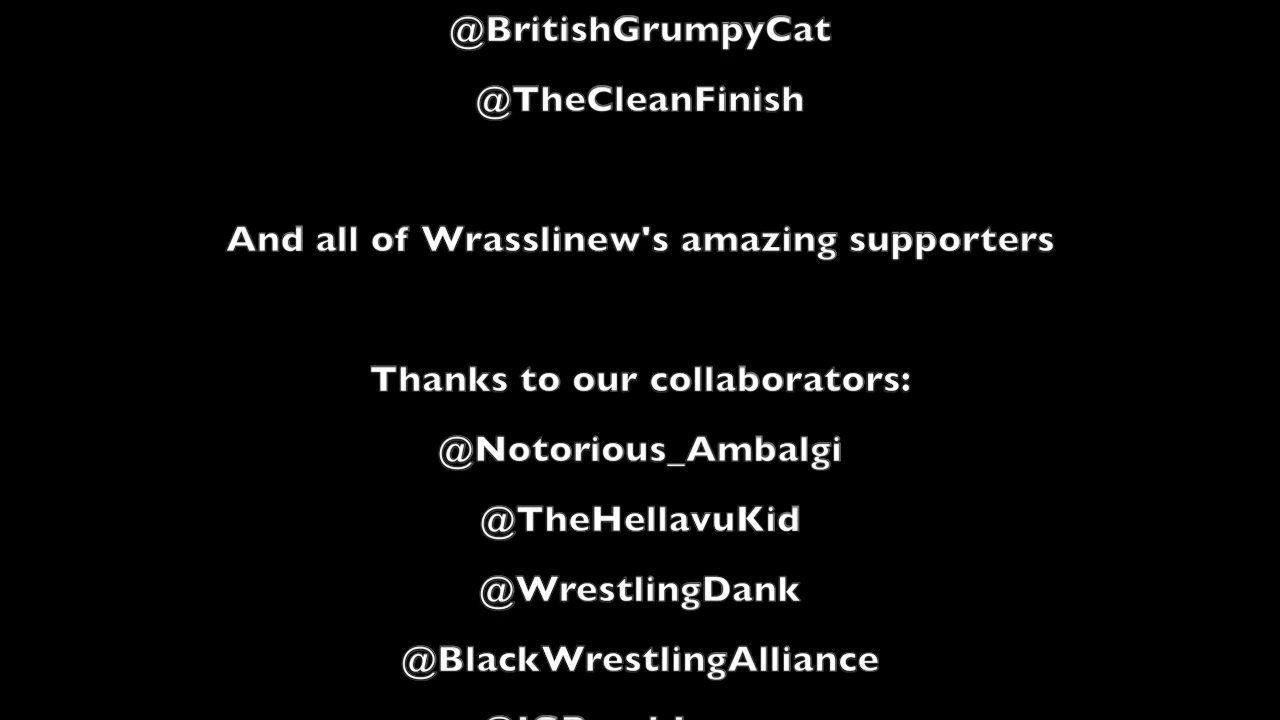 @BritishGrumpyCat
@TheCleanFinish
And all of Wrasslinew's amazing supporters
Thanks to our collaborators:
@Notorious_Ambalgi
@TheHellavuKid
@WrestlingDank
@BlackWrestlingAlliance